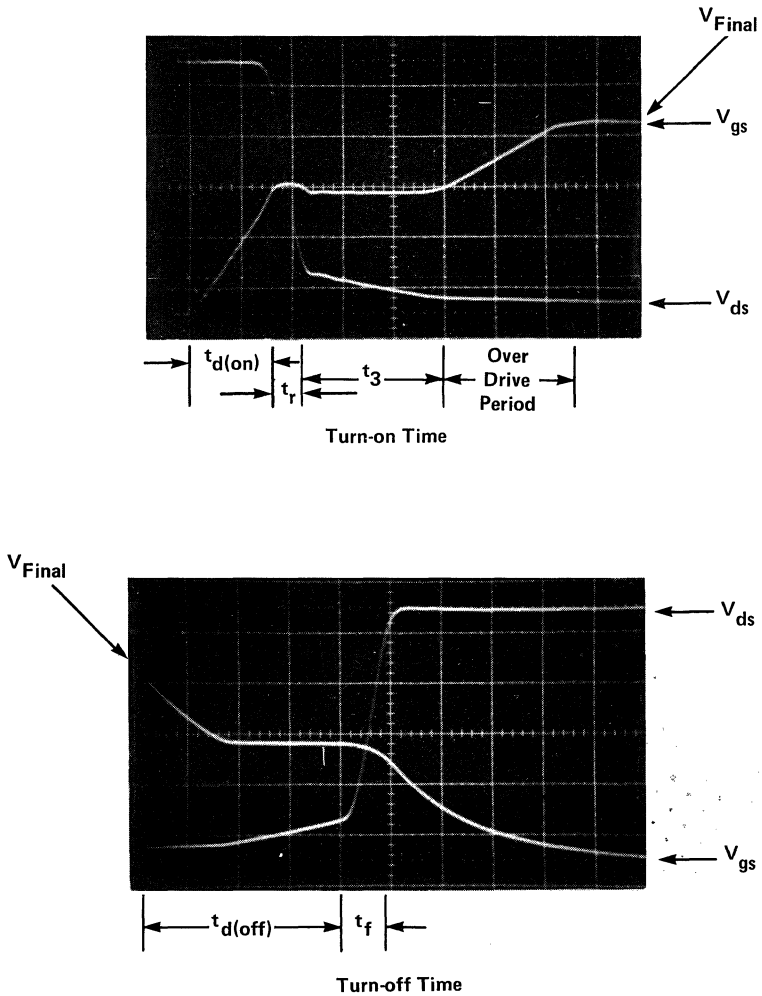 VFinal
Vgs
Vds
td(on)
tr
t3
Over
Drive
Period
Turn-on Time
VFinal
Vds
Vgs
td(off)
tf
Turn-off Time